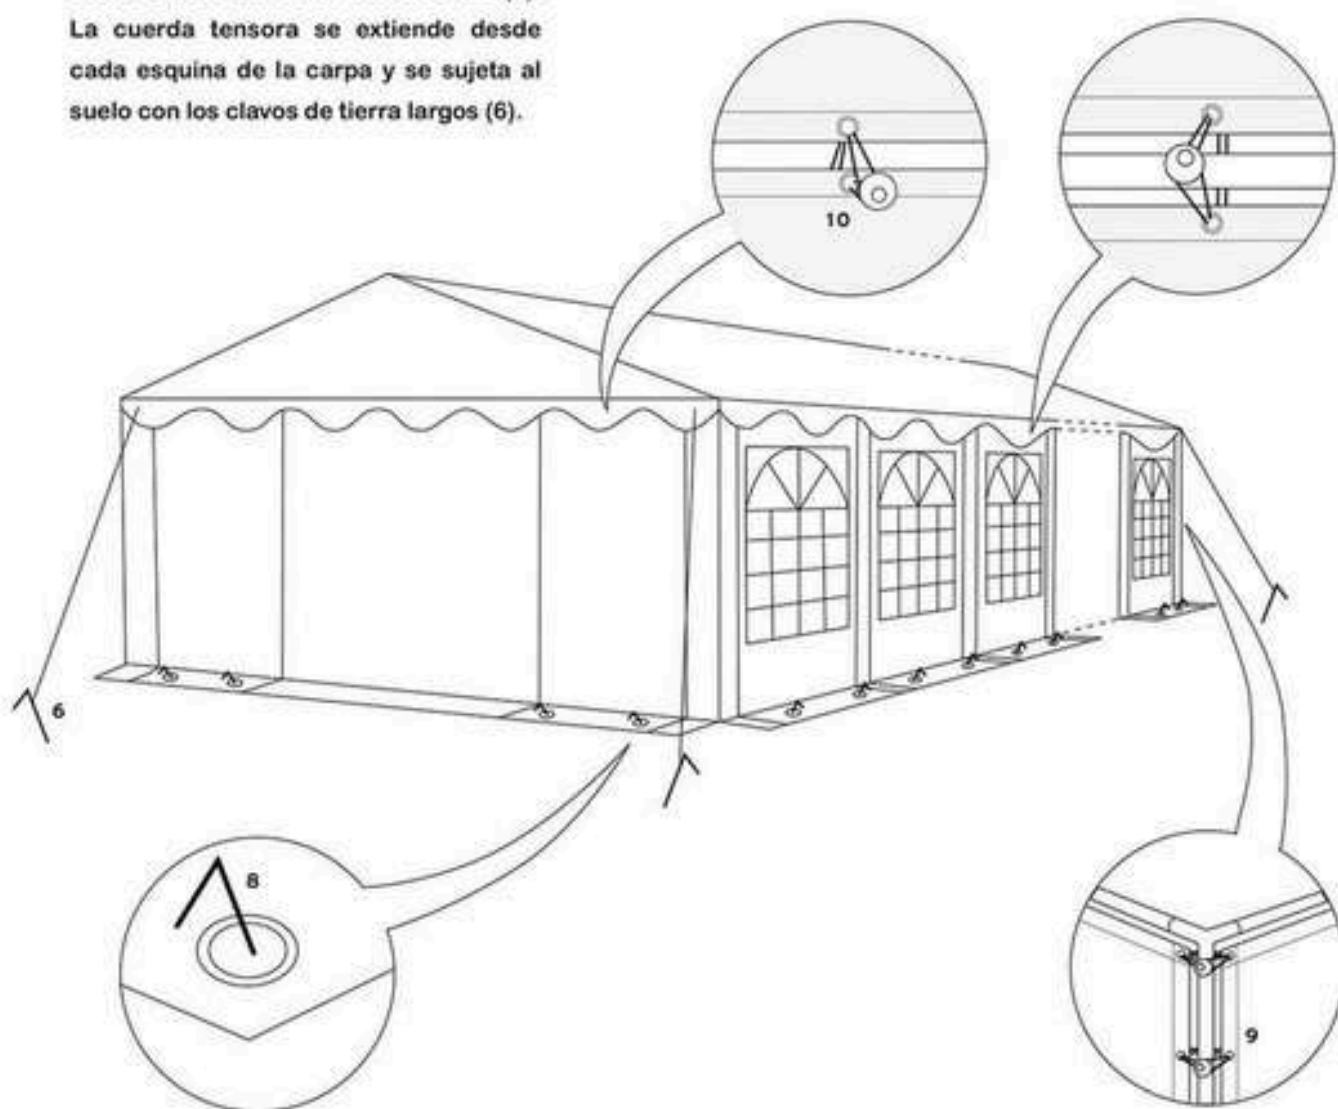 La cuerda tensora se extiende desde
cada esquina de la carpa y se sujeta al
suelo con los clavos de tierra largos (6).
10
6
8
9